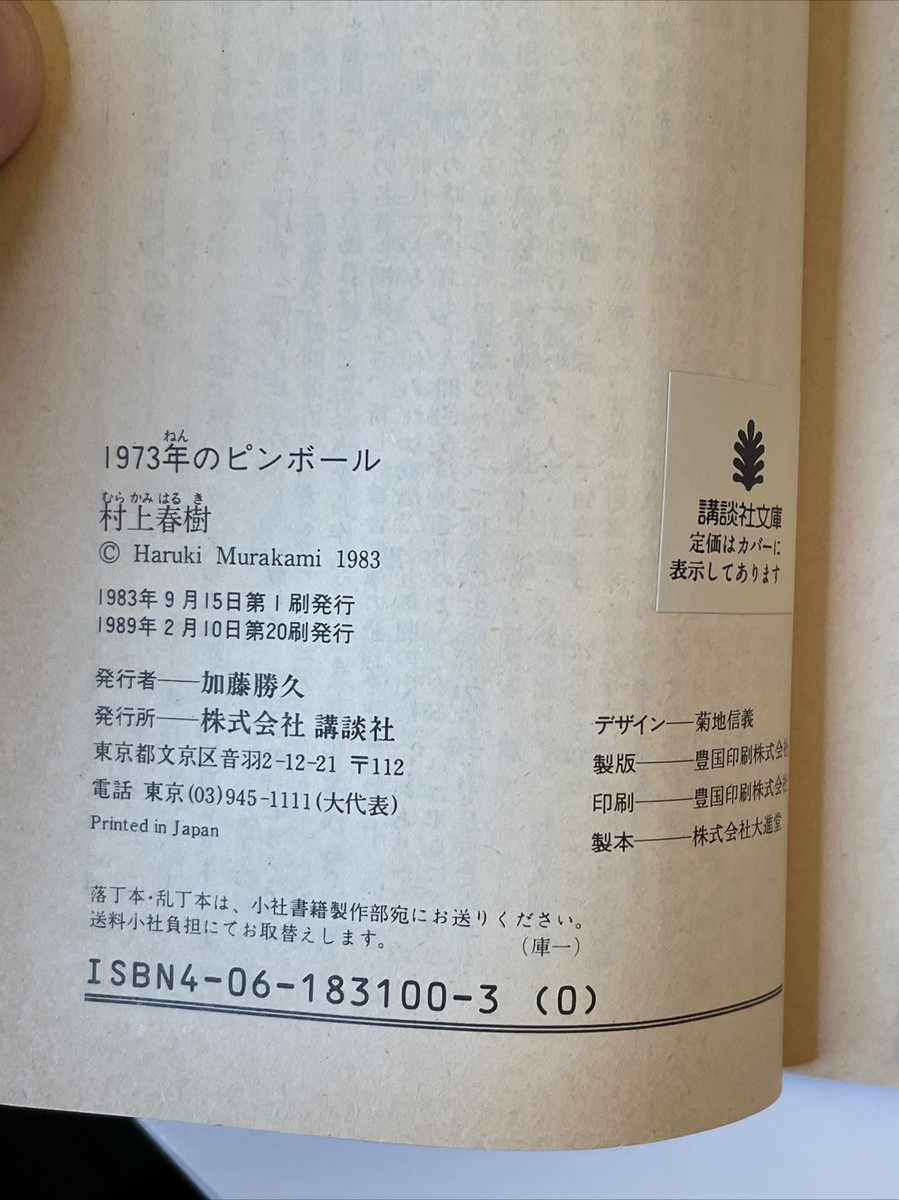 1973年のピンボール
ねん
村上春樹
むらかみはるき
© Haruki Murakami 1983
1983年9月15日第1刷発行
1989年2月10日第20刷発行
発行者——加藤勝久
発行所——株式会社 講談社
東京都文京区音羽2-12-21 〒112
電話 東京(03)945-1111(大代表)
Printed in Japan
講談社文庫
定価はカバーに
表示してあります
デザイン—菊地信義
製版——豊国印刷株式会社
印刷——豊国印刷株式会社
製本——株式会社大進堂
落丁本・乱丁本は、小社書籍製作部宛にお送りください。
送料小社負担にてお取替えします。 (庫一)
ISBN4-06-183100-3 (0)